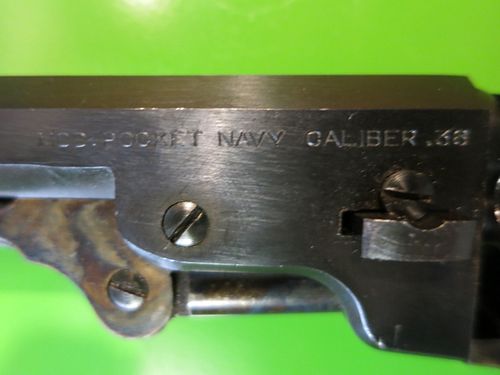 MOD. POCKET NAVY CALIBER .36